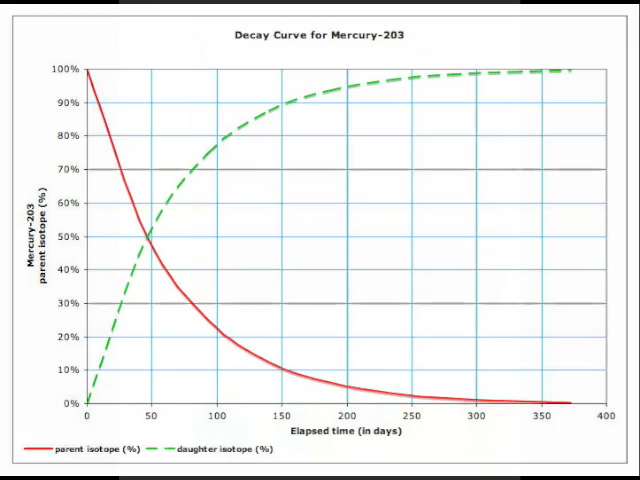 Decay Curve for Mercury-203
Mercury-203
parent isotope (%)
100%
90%
80%
70%
60%
50%
40%
30%
20%
10%
0%
0 50 100 150 200 250 300 350 400
Elapsed time (in days)
parent isotope (%) daughter isotope (%)